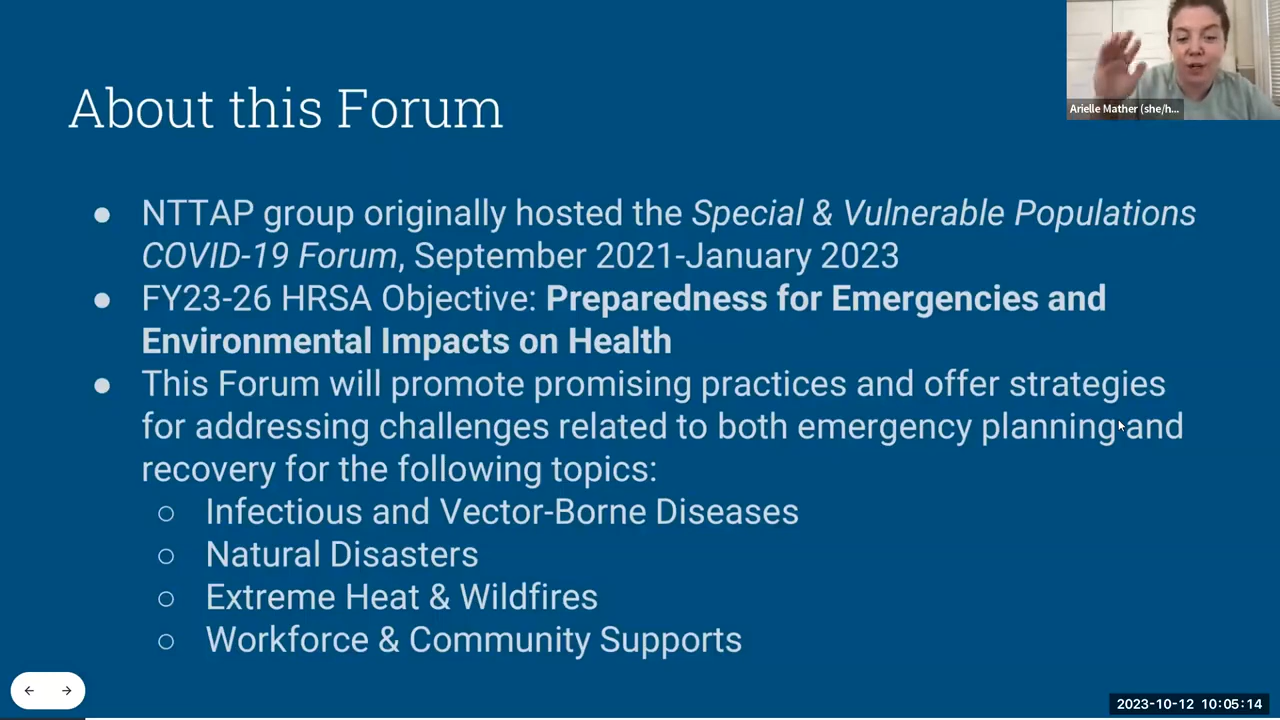 Arielle Mather (she/h...
About this Forum
● NTTAP group originally hosted the Special & Vulnerable Populations
COVID-19 Forum, September 2021-January 2023
● FY23-26 HRSA Objective: Preparedness for Emergencies and
Environmental Impacts on Health
● This Forum will promote promising practices and offer strategies
for addressing challenges related to both emergency planning and
recovery for the following topics:
○ Infectious and Vector-Borne Diseases
○ Natural Disasters
○ Extreme Heat & Wildfires
○ Workforce & Community Supports
2023-10-12 10:05:14